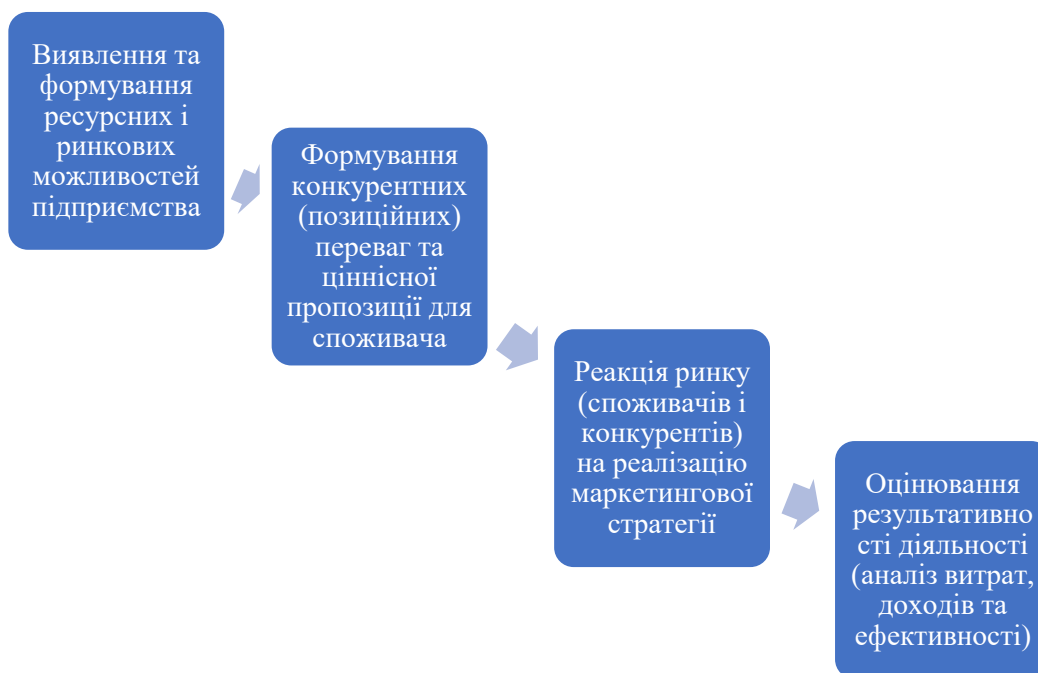 Виявлення та
формування
ресурсних і
ринкових
можливостей
підприємства
Формування
конкурентних
(позиційних)
переваг та
ціннісної
пропозиції для
споживача
Реакція ринку
(споживачів і
конкурентів)
на реалізацію
маркетингової
стратегії
Оцінювання
результативно
сті діяльності
(аналіз витрат,
доходів та
ефективності)